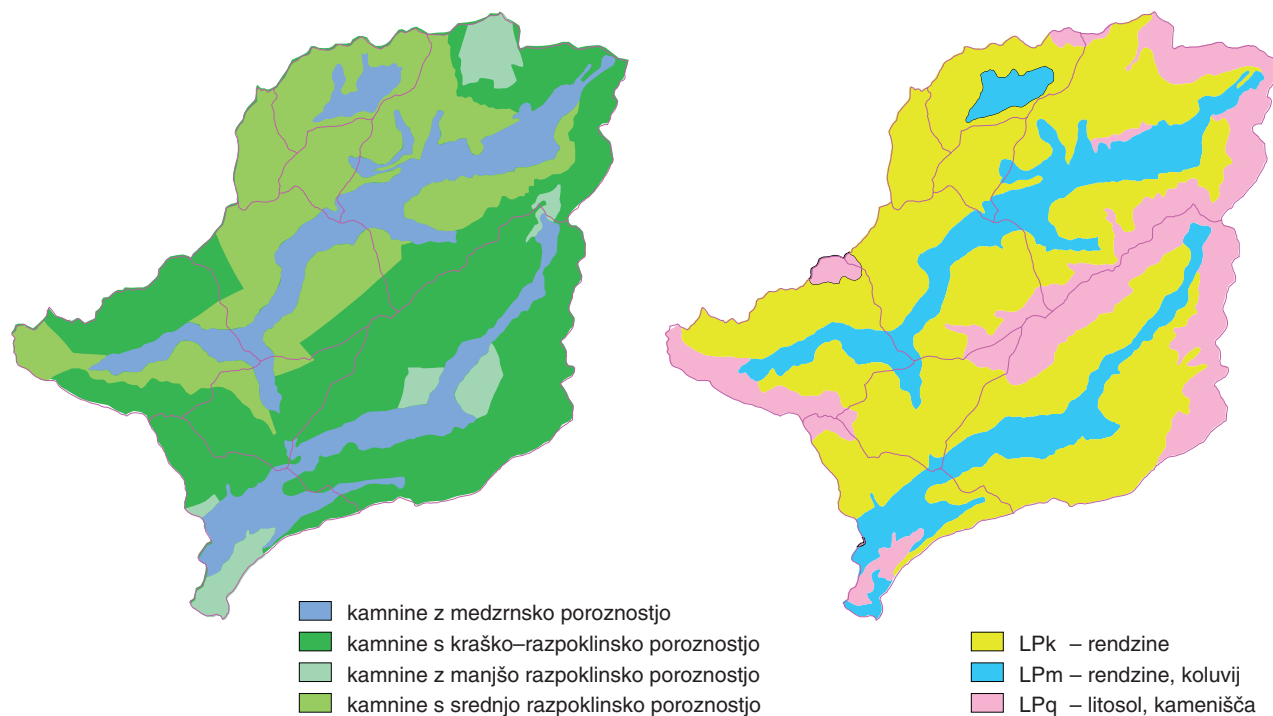 kamnine z medzrnsko poroznostjo
kamnine s kraško–razpoklinsko poroznostjo
kamnine z manjšo razpoklinsko poroznostjo
kamnine s srednjo razpoklinsko poroznostjo
LPk – rendzine
LPm – rendzine, koluvij
LPq – litosol, kamenišča